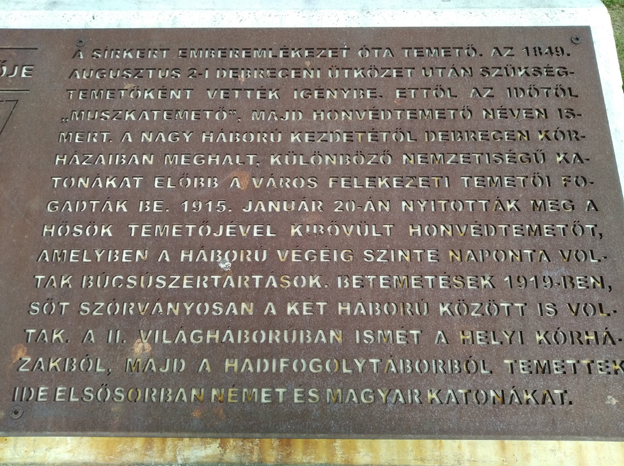 A SÍRKERT EMBEREMLÉKEZET ÓTA TEMETŐ. AZ 1849.
AUGUSZTUS 2-I DEBRECENI ÜTKÖZET UTÁN SZÜKSÉG-
TEMETŐKÉNT VETTÉK IGÉNYBE. ETTŐL AZ IDŐTŐL
„MUSZKATEMETŐ", MAJD HONVÉDTEMETŐ NÉVEN IS-
MERT. A NAGY HÁBORÚ KEZDETÉTŐL DEBRECEN KÓR-
HÁZAIBAN MEGHALT, KÜLÖNBÖZŐ NEMZETISÉGŰ KA-
TONÁKAT ELŐBB A VÁROS FELEKEZETI TEMETŐI FO-
GADTÁK BE. 1915. JANUÁR 20-ÁN NYITOTTÁK MEG A
HŐSÖK TEMETŐJÉVEL KIBŐVÜLT HONVÉDTEMETŐT,
AMELYBEN A HÁBORÚ VÉGÉIG SZINTE NAPONTA VOL-
TAK BÚCSÚSZERTARTÁSOK. BETEMETÉSEK 1919-BEN,
SŐT SZÓRVÁNYOSAN A KÉT HÁBORÚ KÖZÖTT IS VOL-
TAK. A II. VILÁGHÁBORÚBAN ISMÉT A HELYI KÓRHÁ-
ZAKBÓL, MAJD A HADIFOGOLYTÁBORBÓL TEMETTEK
IDE ELSŐSORBAN NÉMET ÉS MAGYAR KATONÁKAT.